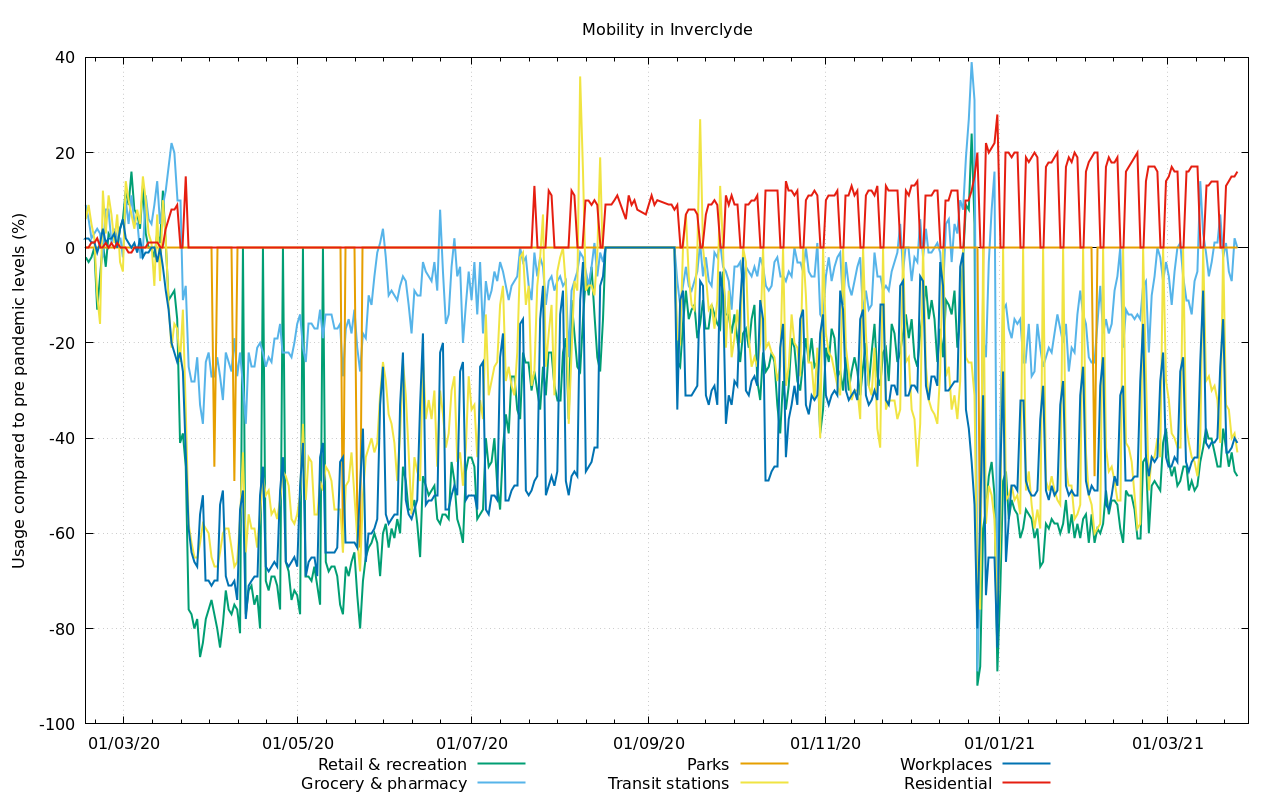 Mobility in Inverclyde
Usage compared to pre pandemic levels (%)
40
20
0
-20
-40
-60
-80
-100
01/03/20 01/05/20 01/07/20 01/09/20 01/11/20 01/01/21 01/03/21
Retail & recreation Parks Workplaces
Grocery & pharmacy Transit stations Residential